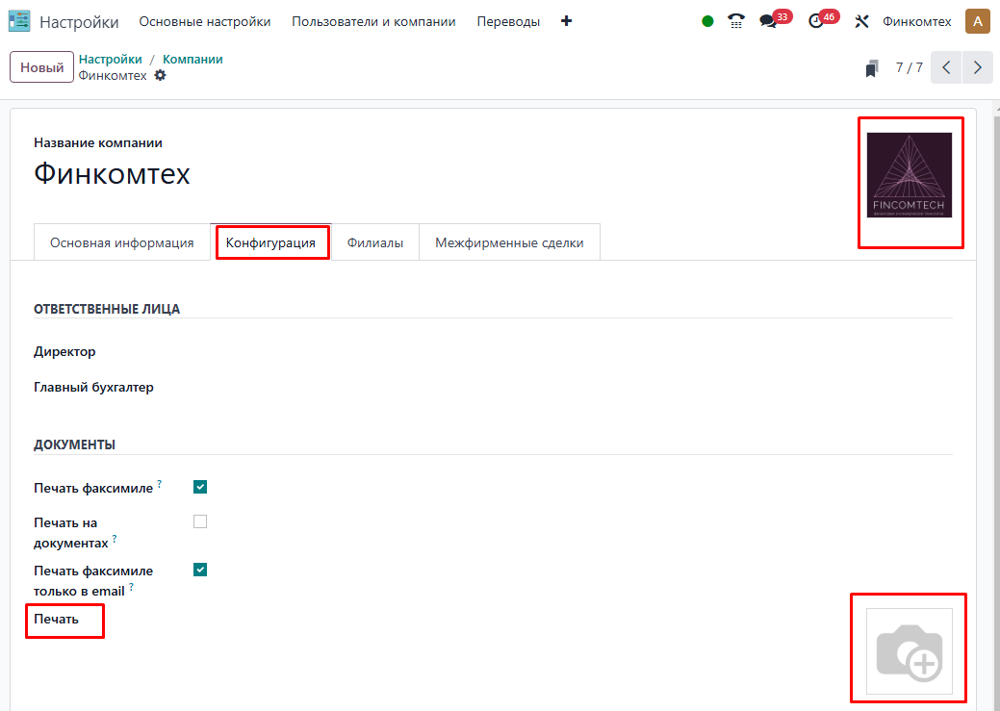 Настройки Основные настройки Пользователи и компании Переводы 33 46 Финкомтех А
Новый Настройки / Компании 7 / 7
Финкомтех
Название компании
Финкомтех
FINCOMTECH
Основная информация Конфигурация Филиалы Межфирменные сделки
ОТВЕТСТВЕННЫЕ ЛИЦА
Директор
Главный бухгалтер
ДОКУМЕНТЫ
Печать факсимиле ?
Печать на
документах ?
Печать факсимиле
только в email ?
Печать